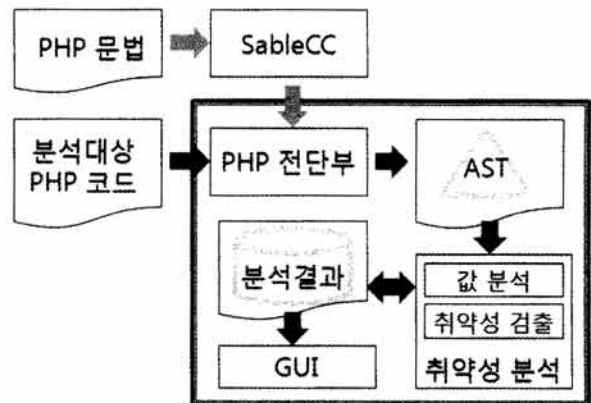 PHP 문법
SableCC
분석대상
PHP 코드
PHP 전단부
AST
분석결과
값 분석
취약성 검출
취약성 분석
GUI